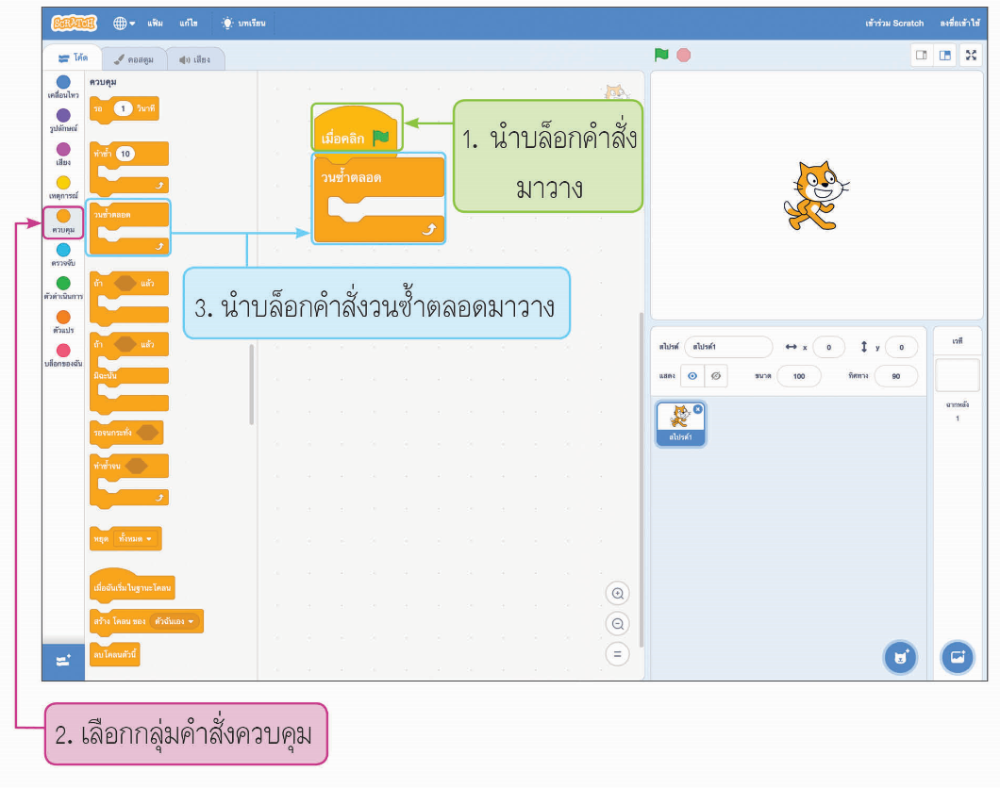 SCRATCH แฟ้ม แก้ไข บทเรียน เข้าร่วม Scratch ลงชื่อเข้าใช้
โค้ด คอสตูม เสียง
เคลื่อนไหว
รูปลักษณ์
เสียง
เหตุการณ์
ควบคุม
ตรวจจับ
ตัวดำเนินการ
ตัวแปร
บล็อกของฉัน
ควบคุม
รอ 1 วินาที
ทำซ้ำ 10
วนซ้ำตลอด
ถ้า แล้ว
ถ้า แล้ว
มิฉะนั้น
รอจนกระทั่ง
ทำซ้ำจน
หยุด ทั้งหมด
เมื่อฉันเริ่มในฐานะโคลน
สร้าง โคลน ของ ตัวฉันเอง
ลบโคลนตัวนี้
เมื่อคลิก
วนซ้ำตลอด
1. นำบล็อกคำสั่ง
มาวาง
3. นำบล็อกคำสั่งวนซ้ำตลอดมาวาง
สไปรต์ สไปรต์1 x 0 y 0
แสดง ขนาด 100 ทิศทาง 90
สไปรต์1
เวที
ฉากหลัง
1
2. เลือกกลุ่มคำสั่งควบคุม